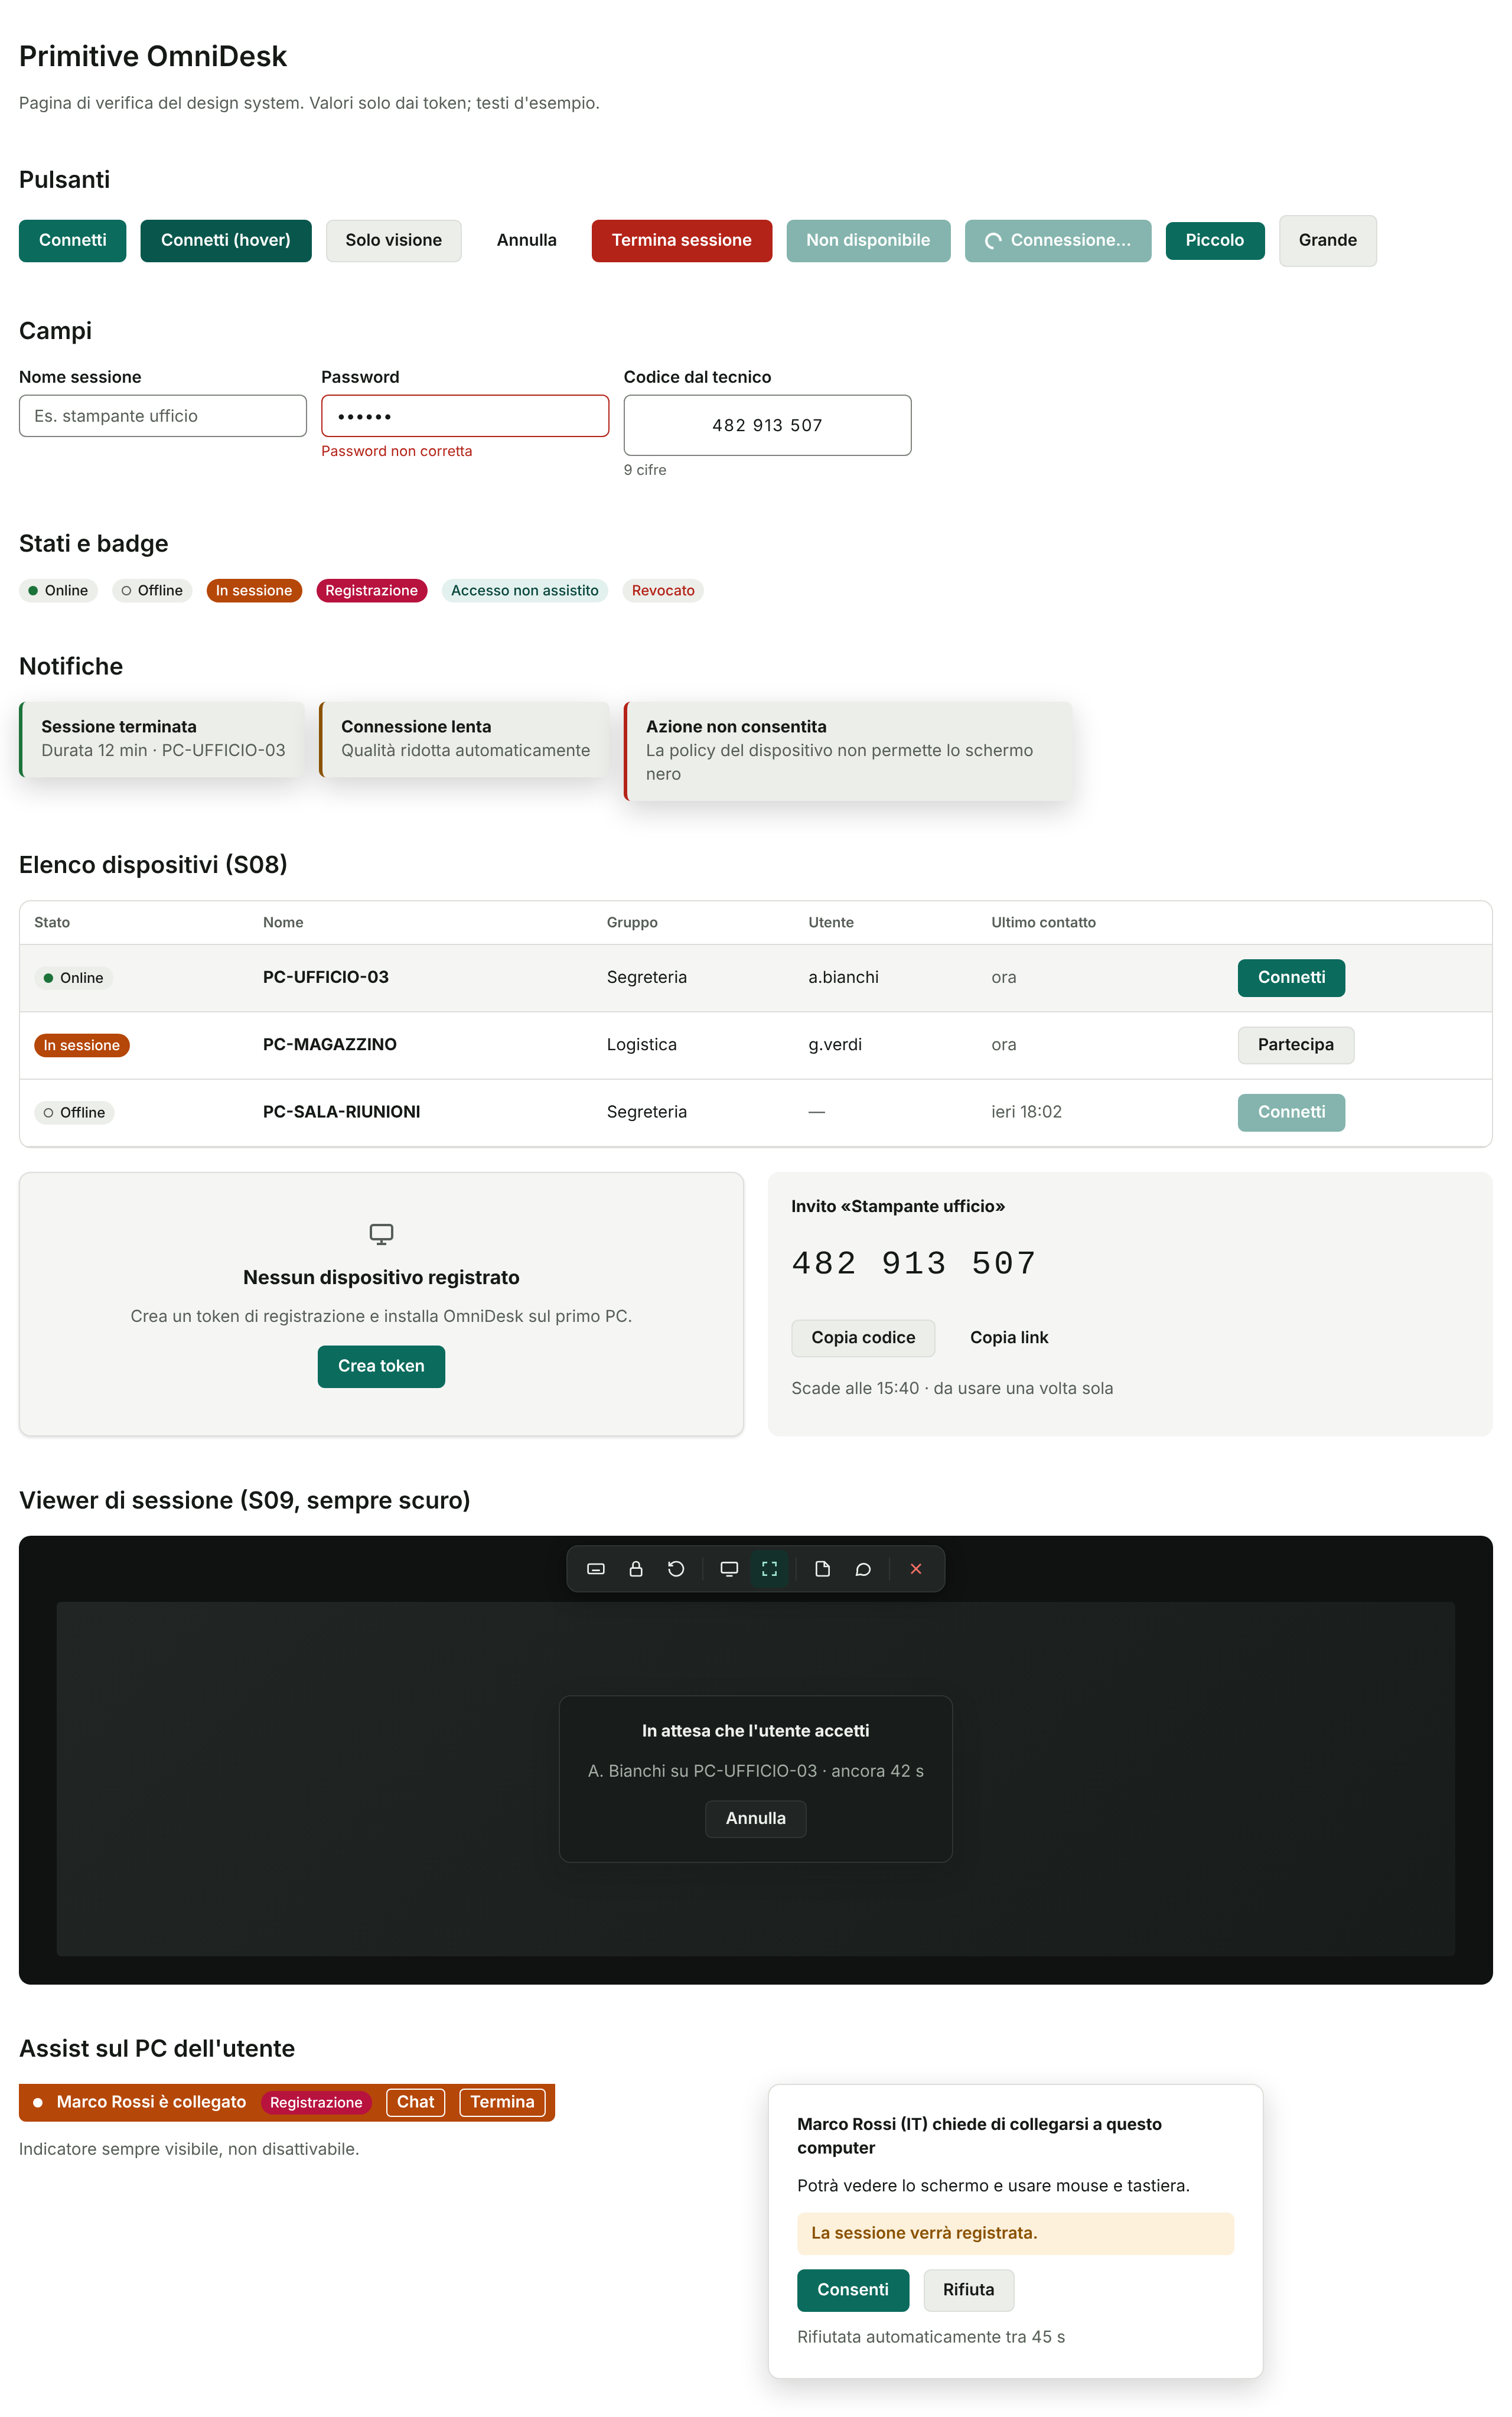 Primitive OmniDesk
Pagina di verifica del design system. Valori solo dai token; testi d'esempio.
Pulsanti
Connetti
Connetti (hover)
Solo visione
Annulla
Termina sessione
Non disponibile
Connessione…
Piccolo
Grande
Campi
Nome sessione
Password
Codice dal tecnico
Es. stampante ufficio
••••••
482 913 507
Password non corretta
9 cifre
Stati e badge
Online
Offline
In sessione
Registrazione
Accesso non assistito
Revocato
Notifiche
Sessione terminata
Durata 12 min · PC-UFFICIO-03
Connessione lenta
Qualità ridotta automaticamente
Azione non consentita
La policy del dispositivo non permette lo schermo
nero
Elenco dispositivi (S08)
Stato Nome Gruppo Utente Ultimo contatto
Online PC-UFFICIO-03 Segreteria a.bianchi ora Connetti
In sessione PC-MAGAZZINO Logistica g.verdi ora Partecipa
Offline PC-SALA-RIUNIONI Segreteria — ieri 18:02 Connetti
Nessun dispositivo registrato
Crea un token di registrazione e installa OmniDesk sul primo PC.
Crea token
Invito «Stampante ufficio»
482 913 507
Copia codice
Copia link
Scade alle 15:40 · da usare una volta sola
Viewer di sessione (S09, sempre scuro)
In attesa che l'utente accetti
A. Bianchi su PC-UFFICIO-03 · ancora 42 s
Annulla
Assist sul PC dell'utente
Marco Rossi è collegato
Registrazione
Chat
Termina
Indicatore sempre visibile, non disattivabile.
Marco Rossi (IT) chiede di collegarsi a questo
computer
Potrà vedere lo schermo e usare mouse e tastiera.
La sessione verrà registrata.
Consenti
Rifiuta
Rifiutata automaticamente tra 45 s